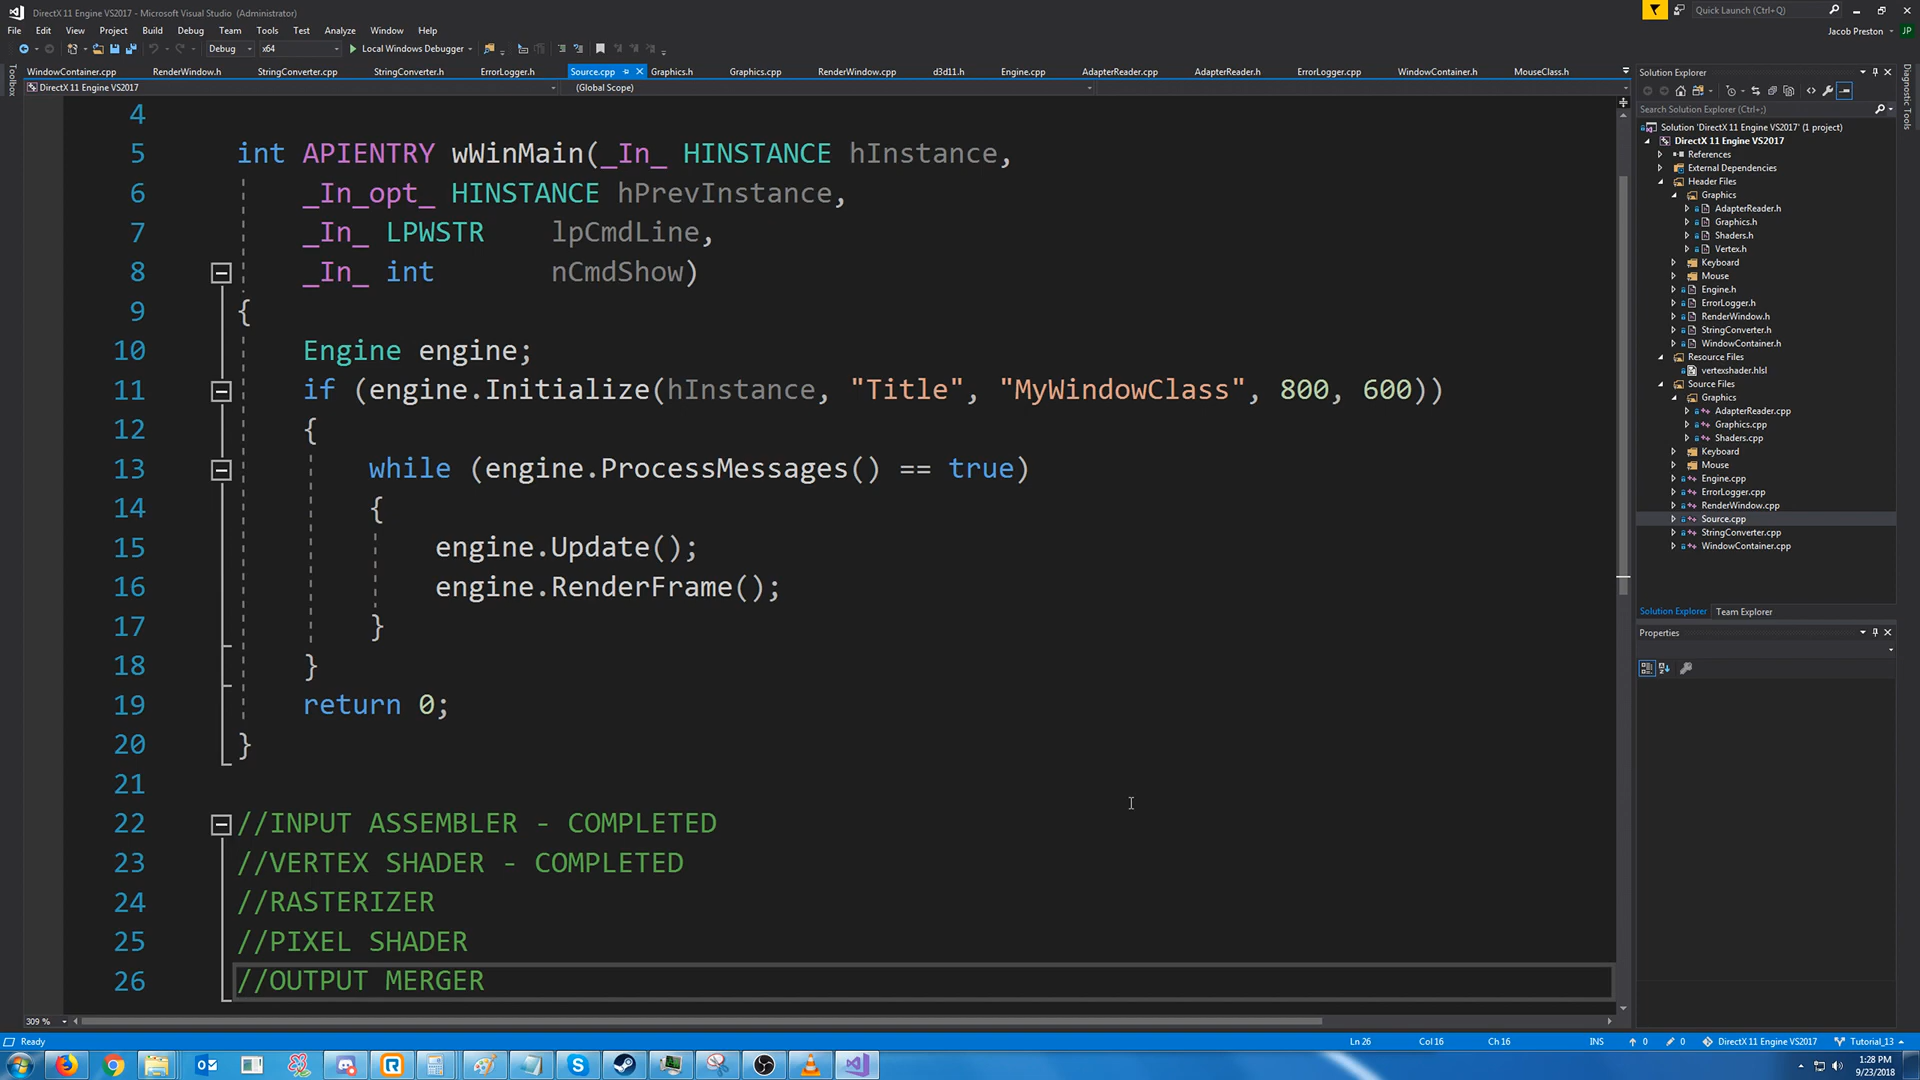 DirectX 11 Engine VS2017 - Microsoft Visual Studio (Administrator)
Quick Launch (Ctrl+Q)
File Edit View Project Build Debug Team Tools Test Analyze Window Help
Jacob Preston JP
Debug x64 Local Windows Debugger
Toolbox
WindowContainer.cpp RenderWindow.h StringConverter.cpp StringConverter.h ErrorLogger.h Source.cpp Graphics.h Graphics.cpp RenderWindow.cpp d3d11.h Engine.cpp AdapterReader.cpp AdapterReader.h ErrorLogger.cpp WindowContainer.h MouseClass.h
DirectX 11 Engine VS2017 (Global Scope)
4
5 int APIENTRY wWinMain(_In_ HINSTANCE hInstance,
6 _In_opt_ HINSTANCE hPrevInstance,
7 _In_ LPWSTR lpCmdLine,
8 _In_ int nCmdShow)
9 {
10 Engine engine;
11 if (engine.Initialize(hInstance, "Title", "MyWindowClass", 800, 600))
12 {
13 while (engine.ProcessMessages() == true)
14 {
15 engine.Update();
16 engine.RenderFrame();
17 }
18 }
19 return 0;
20 }
21
22 //INPUT ASSEMBLER - COMPLETED
23 //VERTEX SHADER - COMPLETED
24 //RASTERIZER
25 //PIXEL SHADER
26 //OUTPUT MERGER
309 %
Solution Explorer
Search Solution Explorer (Ctrl+;)
Solution 'DirectX 11 Engine VS2017' (1 project)
DirectX 11 Engine VS2017
References
External Dependencies
Header Files
Graphics
AdapterReader.h
Graphics.h
Shaders.h
Vertex.h
Keyboard
Mouse
Engine.h
ErrorLogger.h
RenderWindow.h
StringConverter.h
WindowContainer.h
Resource Files
vertexshader.hlsl
Source Files
Graphics
AdapterReader.cpp
Graphics.cpp
Shaders.cpp
Keyboard
Mouse
Engine.cpp
ErrorLogger.cpp
RenderWindow.cpp
Source.cpp
StringConverter.cpp
WindowContainer.cpp
Solution Explorer Team Explorer
Properties
Diagnostic Tools
Ready Ln 26 Col 16 Ch 16 INS 0 0 DirectX 11 Engine VS2017 Tutorial_13
1:28 PM
9/23/2018